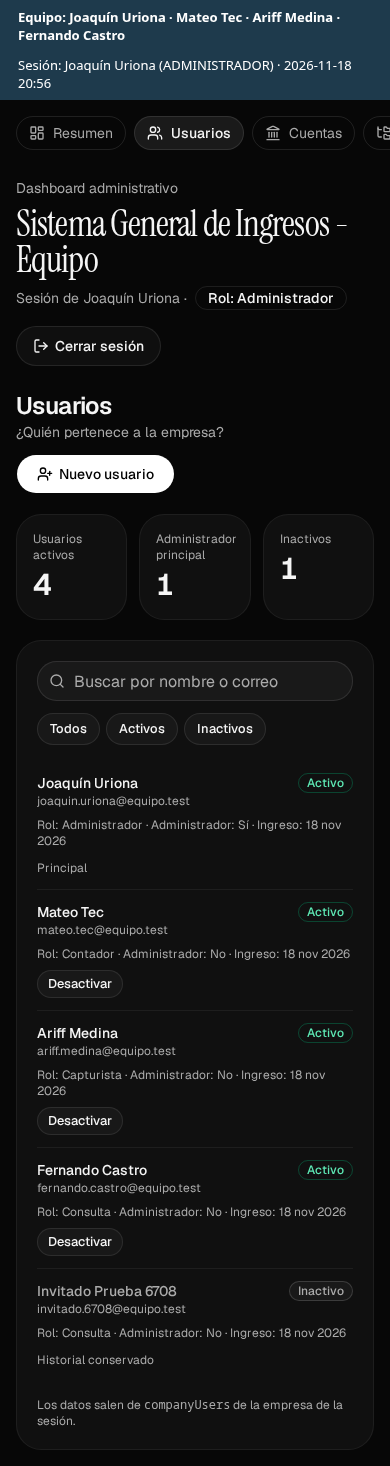 Equipo: Joaquín Uriona · Mateo Tec · Ariff Medina ·
Fernando Castro
Sesión: Joaquín Uriona (ADMINISTRADOR) · 2026-11-18
20:56
Resumen
Usuarios
Cuentas
Dashboard administrativo
Sistema General de Ingresos -
Equipo
Sesión de Joaquín Uriona · Rol: Administrador
Cerrar sesión
Usuarios
¿Quién pertenece a la empresa?
Nuevo usuario
Usuarios
activos
4
Administrador
principal
1
Inactivos
1
Buscar por nombre o correo
Todos
Activos
Inactivos
Joaquín Uriona
Activo
joaquin.uriona@equipo.test
Rol: Administrador · Administrador: Sí · Ingreso: 18 nov
2026
Principal
Mateo Tec
Activo
mateo.tec@equipo.test
Rol: Contador · Administrador: No · Ingreso: 18 nov 2026
Desactivar
Ariff Medina
Activo
ariff.medina@equipo.test
Rol: Capturista · Administrador: No · Ingreso: 18 nov
2026
Desactivar
Fernando Castro
Activo
fernando.castro@equipo.test
Rol: Consulta · Administrador: No · Ingreso: 18 nov 2026
Desactivar
Invitado Prueba 6708
Inactivo
invitado.6708@equipo.test
Rol: Consulta · Administrador: No · Ingreso: 18 nov 2026
Historial conservado
Los datos salen de companyUsers de la empresa de la
sesión.